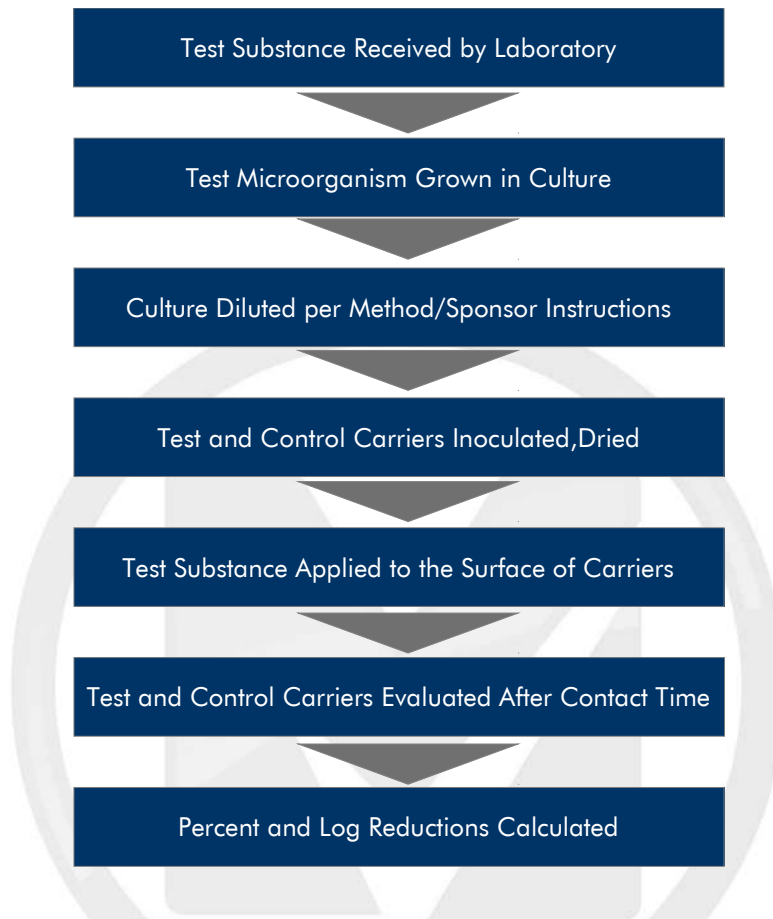 Test Substance Received by Laboratory
Test Microorganism Grown in Culture
Culture Diluted per Method/Sponsor Instructions
Test and Control Carriers Inoculated,Dried
Test Substance Applied to the Surface of Carriers
Test and Control Carriers Evaluated After Contact Time
Percent and Log Reductions Calculated